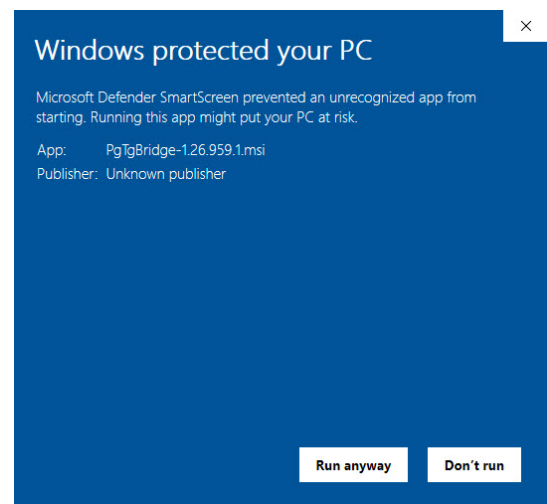 Windows protected your PC
Microsoft Defender SmartScreen prevented an unrecognized app from
starting. Running this app might put your PC at risk.
App: PgTgBridge-1.26.959.1.msi
Publisher: Unknown publisher
Run anyway Don't run